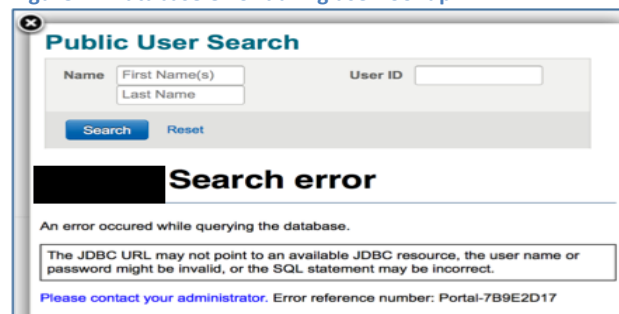 Public User Search
Name First Name(s) User ID
Last Name
Search Reset
Search error
An error occured while querying the database.
The JDBC URL may not point to an available JDBC resource, the user name or
password might be invalid, or the SQL statement may be incorrect.
Please contact your administrator. Error reference number: Portal-7B9E2D17